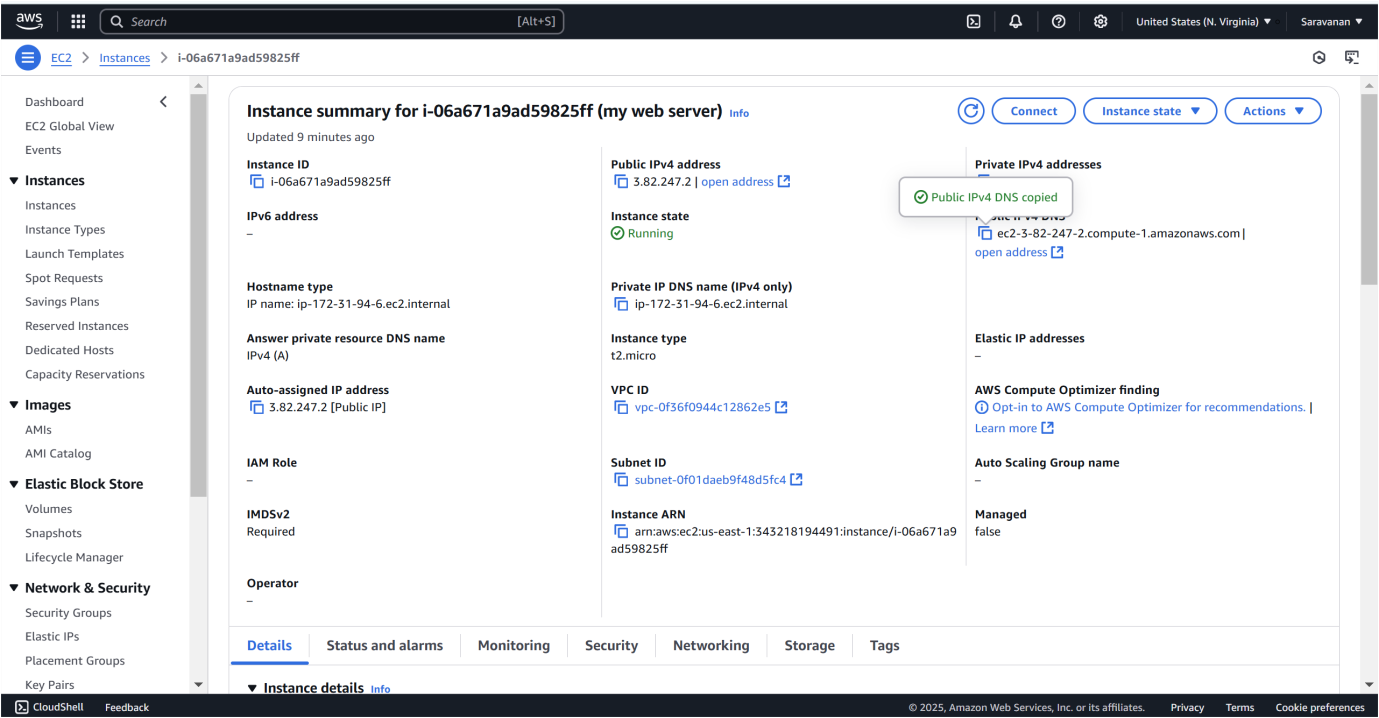 aws
Search [Alt+S]
United States (N. Virginia)
Saravanan
EC2 > Instances > i-06a671a9ad59825ff
Dashboard
EC2 Global View
Events
Instances
Instances
Instance Types
Launch Templates
Spot Requests
Savings Plans
Reserved Instances
Dedicated Hosts
Capacity Reservations
Images
AMIs
AMI Catalog
Elastic Block Store
Volumes
Snapshots
Lifecycle Manager
Network & Security
Security Groups
Elastic IPs
Placement Groups
Key Pairs
Instance summary for i-06a671a9ad59825ff (my web server) Info
Connect
Instance state
Actions
Updated 9 minutes ago
Instance ID
i-06a671a9ad59825ff
Public IPv4 address
3.82.247.2 | open address
Private IPv4 addresses
Public IPv4 DNS copied
IPv6 address
–
Instance state
Running
Public IPv4 DNS
ec2-3-82-247-2.compute-1.amazonaws.com |
open address
Hostname type
IP name: ip-172-31-94-6.ec2.internal
Private IP DNS name (IPv4 only)
ip-172-31-94-6.ec2.internal
Answer private resource DNS name
IPv4 (A)
Instance type
t2.micro
Elastic IP addresses
–
Auto-assigned IP address
3.82.247.2 [Public IP]
VPC ID
vpc-0f36f0944c12862e5
AWS Compute Optimizer finding
Opt-in to AWS Compute Optimizer for recommendations. |
Learn more
IAM Role
–
Subnet ID
subnet-0f01daeb9f48d5fc4
Auto Scaling Group name
–
IMDSv2
Required
Instance ARN
arn:aws:ec2:us-east-1:343218194491:instance/i-06a671a9
ad59825ff
Managed
false
Operator
–
Details
Status and alarms
Monitoring
Security
Networking
Storage
Tags
Instance details Info
CloudShell
Feedback
© 2025, Amazon Web Services, Inc. or its affiliates.
Privacy
Terms
Cookie preferences